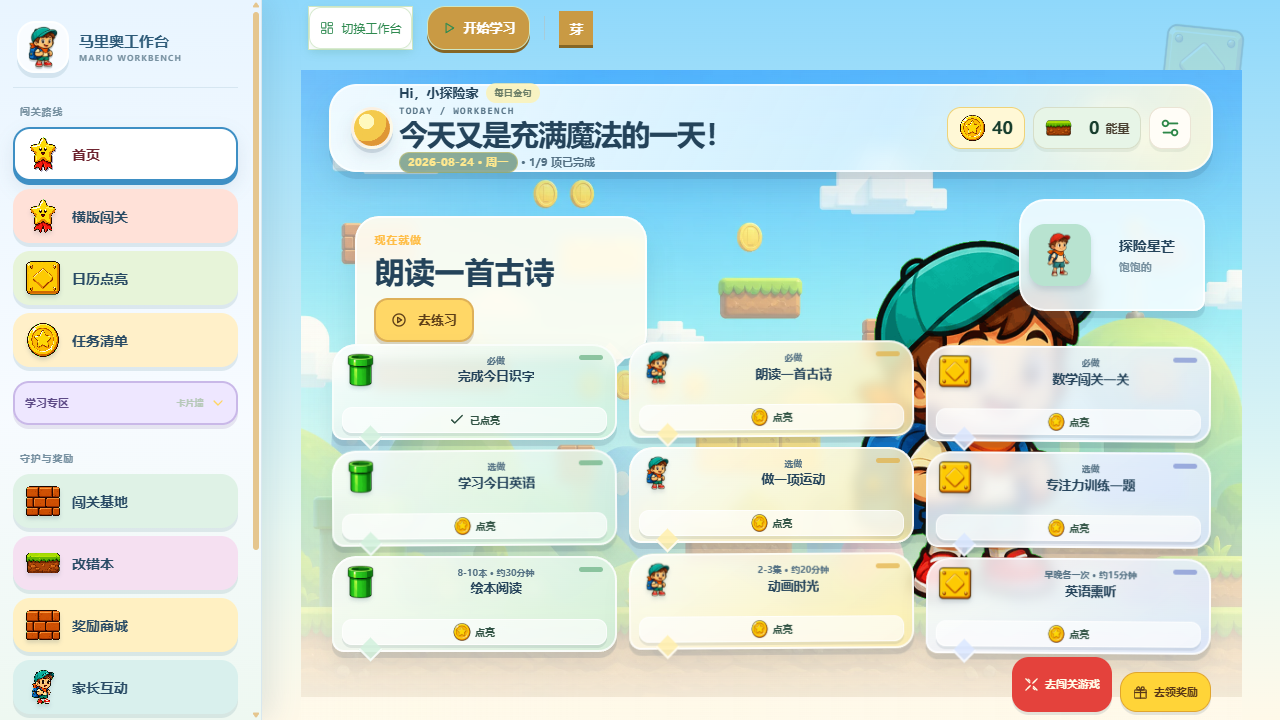 马里奥工作台
MARIO WORKBENCH
闯关路线
首页
横版闯关
日历点亮
任务清单
学习专区
卡片篇
守护与奖励
闯关基地
改错本
奖励商城
家长互动
切换工作台
开始学习
芽
Hi，小探险家
每日金句
TODAY / WORKBENCH
今天又是充满魔法的一天！
2026-08-24 • 周一 • 1/9 项已完成
40
0 能量
现在就做
朗读一首古诗
去练习
探险星芒
饱饱的
必做
完成今日识字
已点亮
必做
朗读一首古诗
点亮
必做
数学闯关一关
点亮
选做
学习今日英语
点亮
选做
做一项运动
点亮
选做
专注力训练一题
点亮
8-10本 • 约30分钟
绘本阅读
点亮
2-3集 • 约20分钟
动画时光
点亮
早晚各一次 • 约15分钟
英语熏听
点亮
去闯关游戏
去领奖励